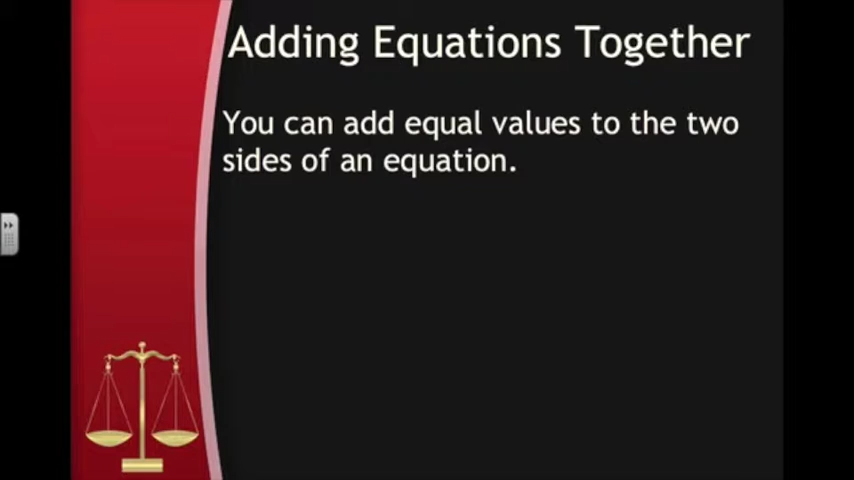 Adding Equations Together
You can add equal values to the two
sides of an equation.